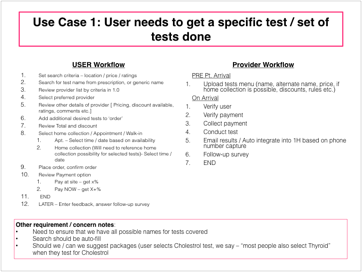 Use Case 1: User needs to get a specific test / set of
tests done
USER Workflow
1. Set search criteria – location / price / ratings
2. Search for test name from prescription, or generic name
3. Review provider list by criteria in 1.0
4. Select preferred provider
5. Review other details of provider [ Pricing, discount available,
ratings, comments etc.]
6. Add additional desired tests to 'order'
7. Review Total and discount
8. Select home collection / Appointment / Walk-in
1. Apt. – Select time / date based on availability
2. Home collection (Will need to reference home
collection possibility for selected tests)- Select time /
date
9. Place order, confirm order
10. Review Payment option
1. Pay at site – get x%
2. Pay NOW – get X+%
11. END
12. LATER – Enter feedback, answer follow-up survey
Provider Workflow
PRE Pt. Arrival
1. Upload tests menu (name, alternate name, price, if
home collection is possible, discounts, rules etc.)
On Arrival
1. Verify user
2. Verify payment
3. Collect payment
4. Conduct test
5. Email results / Auto integrate into 1H based on phone
number capture
6. Follow-up survey
7. END
Other requirement / concern notes:
• Need to ensure that we have all possible names for tests covered
• Search should be auto-fill
• Should we / can we suggest packages (user selects Cholestrol test, we say – "most people also select Thyroid"
when they test for Cholestrol